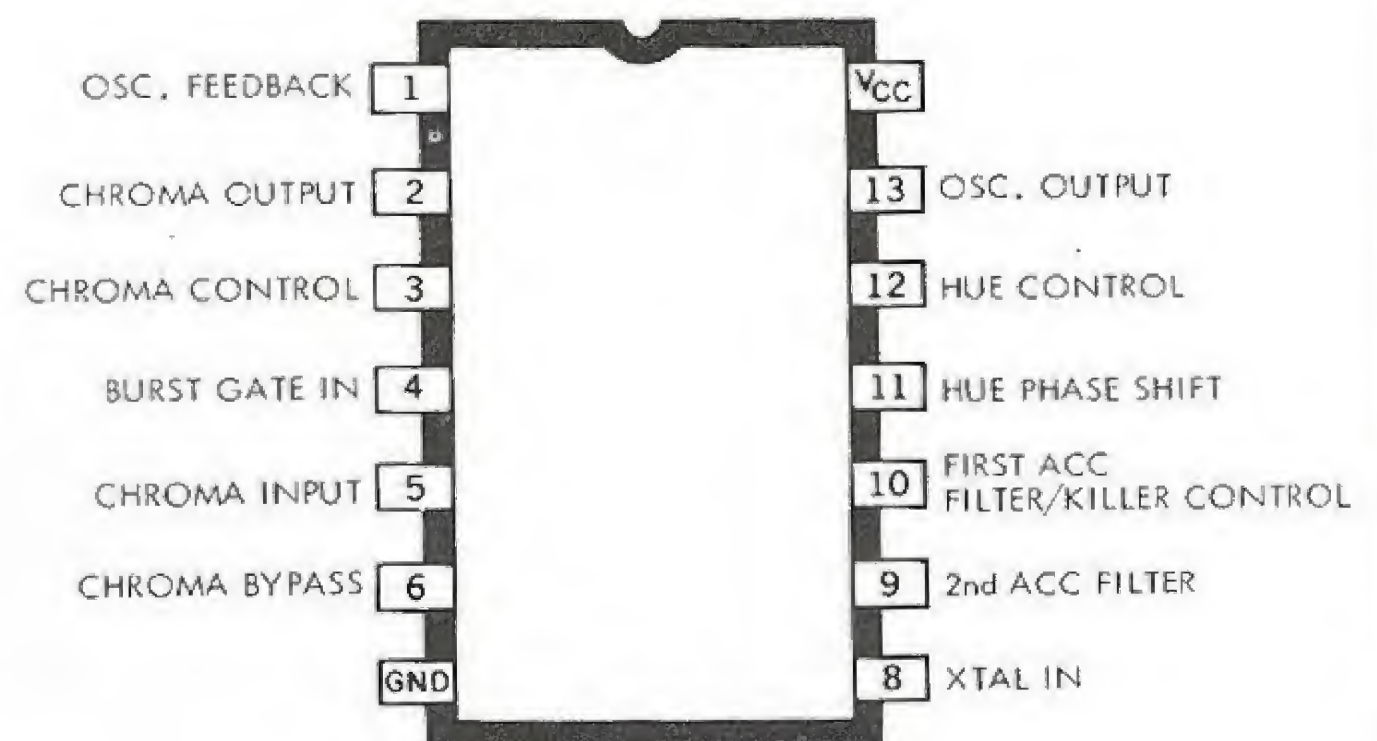 OSC. FEEDBACK 1
CHROMA OUTPUT 2
CHROMA CONTROL 3
BURST GATE IN 4
CHROMA INPUT 5
CHROMA BYPASS 6
GND
VCC
13 OSC. OUTPUT
12 HUE CONTROL
11 HUE PHASE SHIFT
10 FIRST ACC
FILTER/KILLER CONTROL
9 2nd ACC FILTER
8 XTAL IN